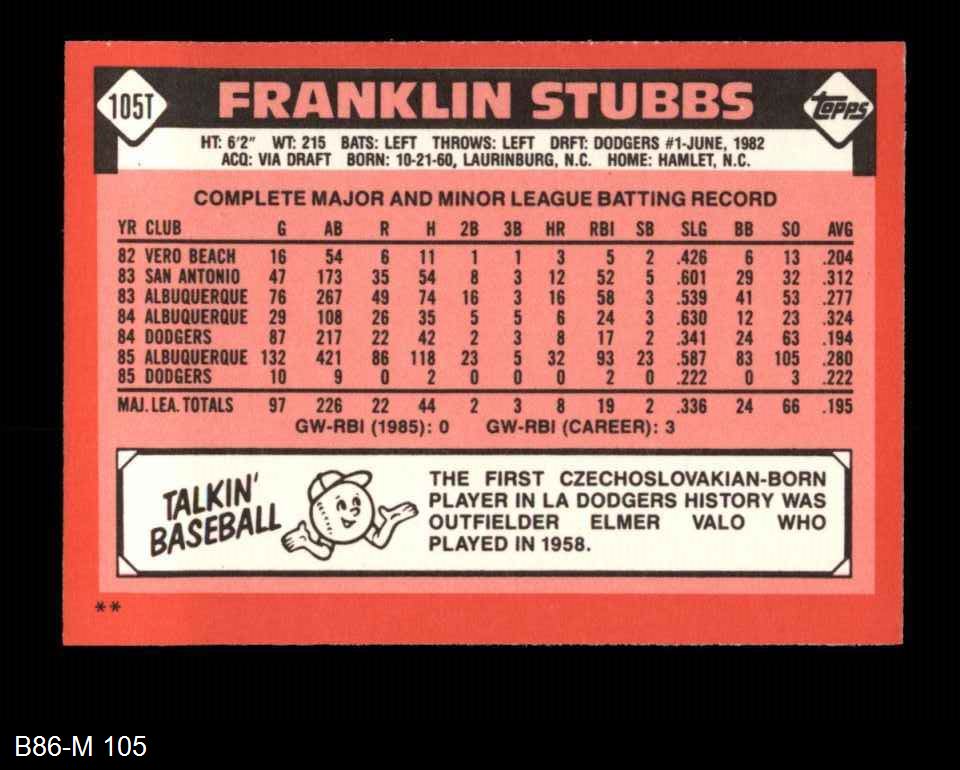 105T FRANKLIN STUBBS topps
HT: 6'2" WT: 215 BATS: LEFT THROWS: LEFT DRFT: DODGERS #1-JUNE, 1982
ACQ: VIA DRAFT BORN: 10-21-60, LAURINBURG, N.C. HOME: HAMLET, N.C.
COMPLETE MAJOR AND MINOR LEAGUE BATTING RECORD
YR CLUB G AB R H 2B 3B HR RBI SB SLG BB SO AVG
82 VERO BEACH 16 54 6 11 1 1 3 5 2 .426 6 13 .204
83 SAN ANTONIO 47 173 35 54 8 3 12 52 5 .601 29 32 .312
83 ALBUQUERQUE 76 267 49 74 16 3 16 58 3 .539 41 53 .277
84 ALBUQUERQUE 29 108 26 35 5 5 6 24 3 .630 12 23 .324
84 DODGERS 87 217 22 42 2 3 8 17 2 .341 24 63 .194
85 ALBUQUERQUE 132 421 86 118 23 5 32 93 23 .587 83 105 .280
85 DODGERS 10 9 0 2 0 0 0 2 0 .222 0 3 .222
MAJ. LEA. TOTALS 97 226 22 44 2 3 8 19 2 .336 24 66 .195
GW-RBI (1985): 0 GW-RBI (CAREER): 3
TALKIN'
BASEBALL
THE FIRST CZECHOSLOVAKIAN-BORN
PLAYER IN LA DODGERS HISTORY WAS
OUTFIELDER ELMER VALO WHO
PLAYED IN 1958.
**
B86-M 105